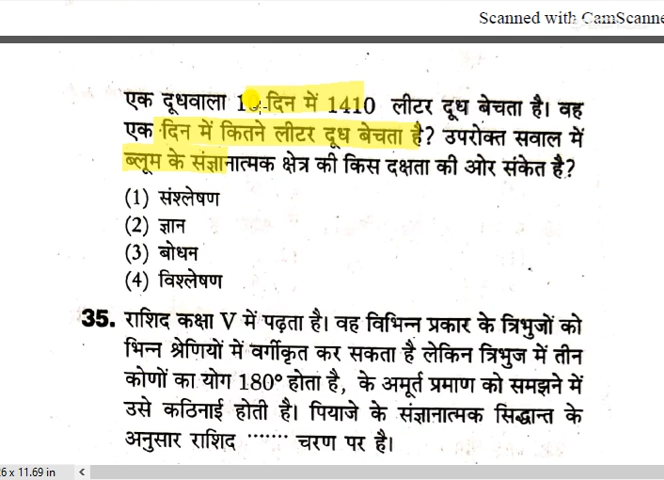 Scanned with CamScanne
एक दूधवाला दिन में 1410 लीटर दूध बेचता है। वह
एक दिन में कितने लीटर दूध बेचता है? उपरोक्त सवाल में
ब्लूम के संज्ञानात्मक क्षेत्र की किस दक्षता की ओर संकेत है?
(1) संश्लेषण
(2) ज्ञान
(3) बोधन
(4) विश्लेषण
35. राशिद कक्षा V में पढ़ता है। वह विभिन्न प्रकार के त्रिभुजों को
भिन्न श्रेणियों में वर्गीकृत कर सकता है लेकिन त्रिभुज में तीन
कोणों का योग 180° होता है, के अमूर्त प्रमाण को समझने में
उसे कठिनाई होती है। पियाजे के संज्ञानात्मक सिद्धान्त के
अनुसार राशिद ....... चरण पर है।
6 x 11.69 in <